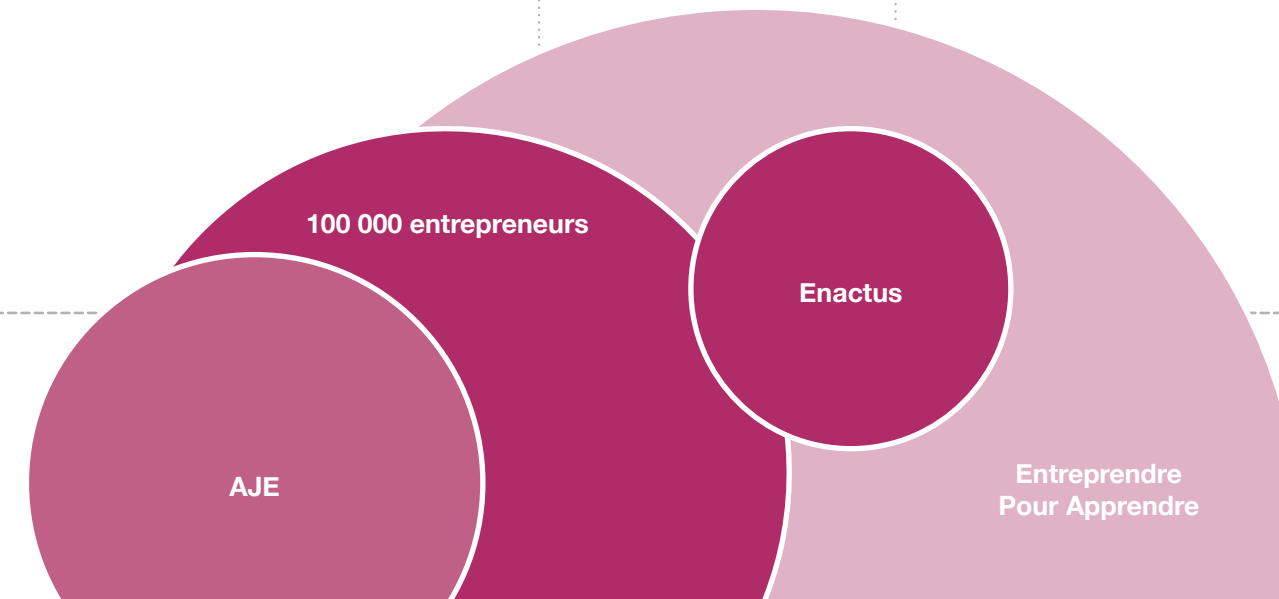 100 000 entrepreneurs
Enactus
AJE
Entreprendre
Pour Apprendre